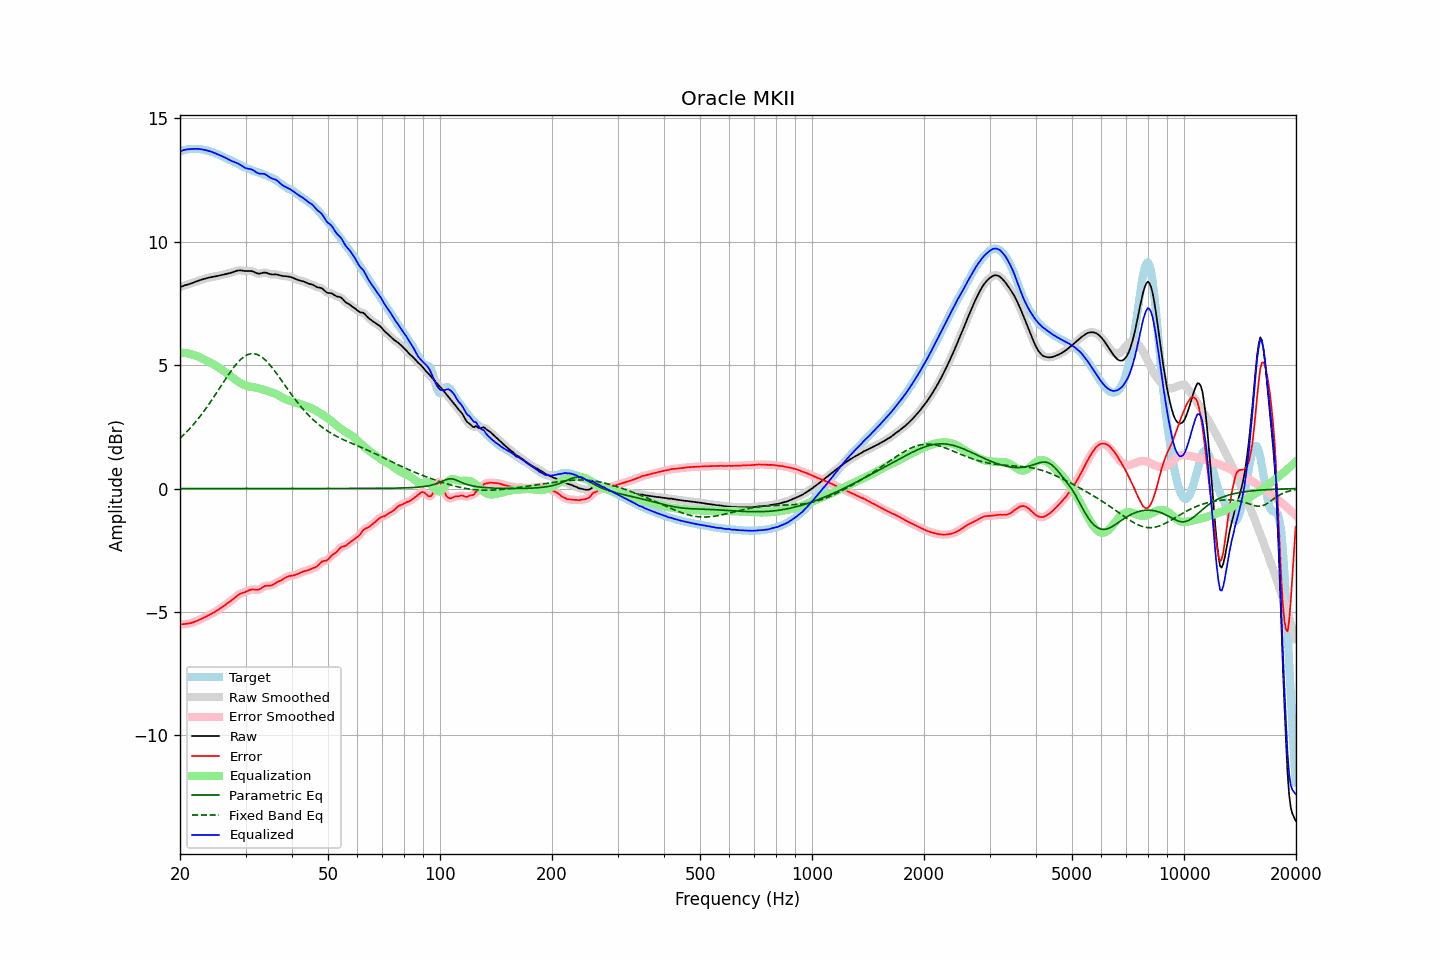 Oracle MKII
Amplitude (dBr)
15
10
5
0
−5
−10
Target
Raw Smoothed
Error Smoothed
Raw
Error
Equalization
Parametric Eq
Fixed Band Eq
Equalized
20 50 100 200 500 1000 2000 5000 10000 20000
Frequency (Hz)